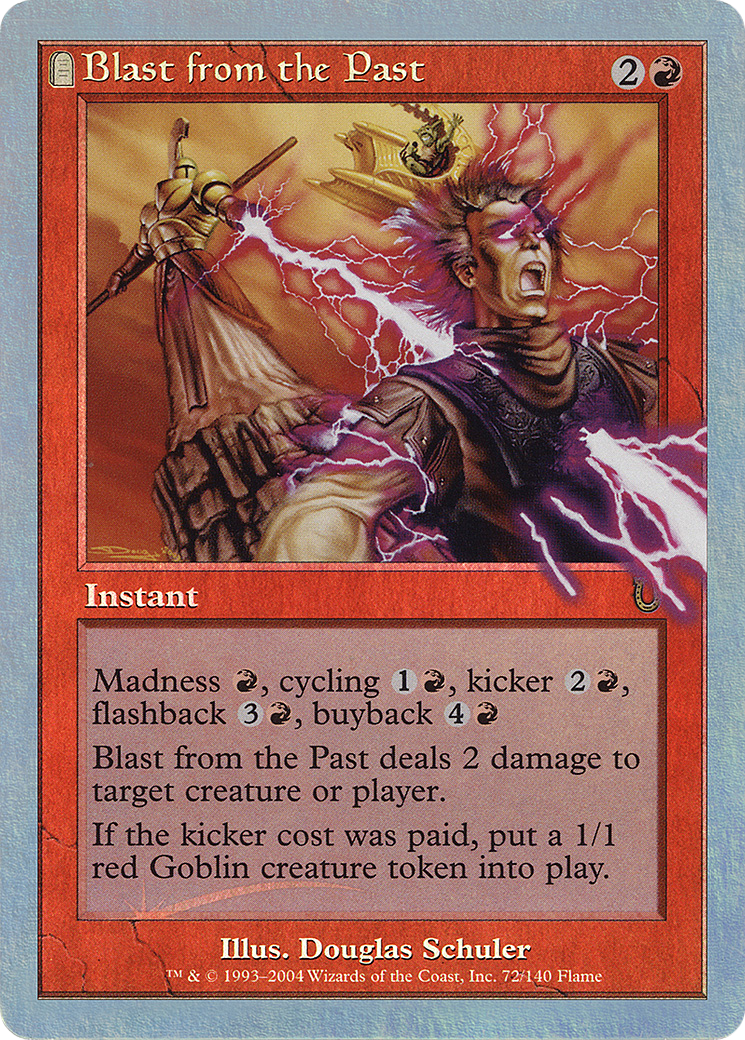 Blast from the Past 2
Instant
Madness , cycling 1 , kicker 2 ,
flashback 3 , buyback 4
Blast from the Past deals 2 damage to
target creature or player.
If the kicker cost was paid, put a 1/1
red Goblin creature token into play.
Illus. Douglas Schuler
™ & © 1993–2004 Wizards of the Coast, Inc. 72/140 Flame